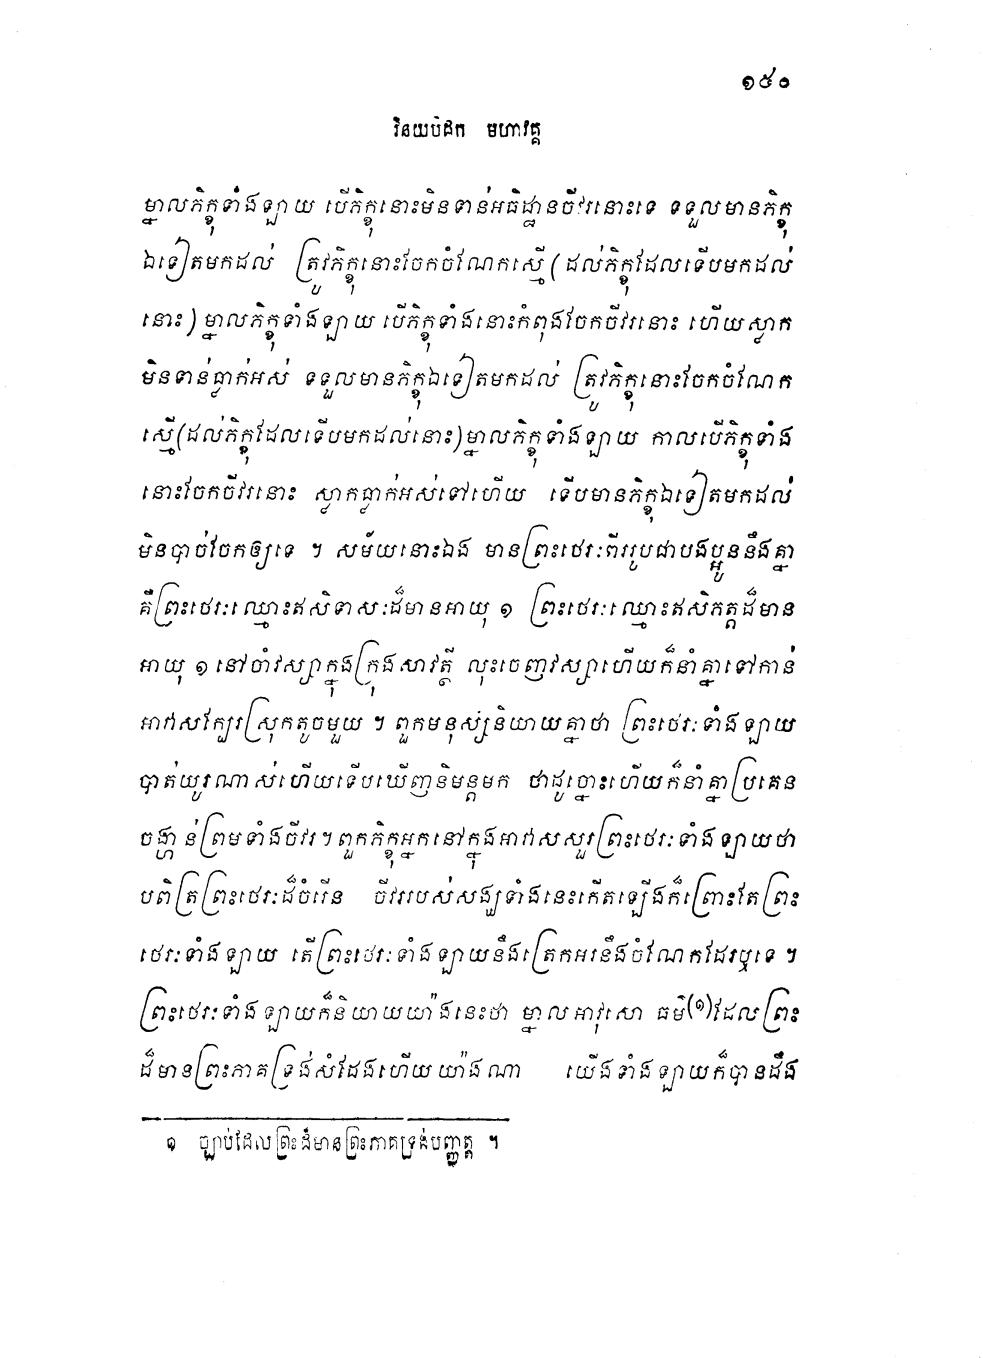 ១៥០
វិនយបិដក មហាវគ្គ
ម្នាលភិក្ខុទាំងឡាយ បើភិក្ខុនោះមិនទាន់អធិដ្ឋានចីវរនោះទេ ទទួលមានភិក្ខុ
ឯទៀតមកដល់ ត្រូវភិក្ខុនោះចែកចំណែកស្មើ (ដល់ភិក្ខុដែលទើបមកដល់
នោះ) ម្នាលភិក្ខុទាំងឡាយ បើភិក្ខុទាំងនោះកំពុងចែកចីវរនោះ ហើយស្លាក
មិនទាន់ធ្លាក់អស់ ទទួលមានភិក្ខុឯទៀតមកដល់ ត្រូវភិក្ខុនោះចែកចំណែក
ស្មើ(ដល់ភិក្ខុដែលទើបមកដល់នោះ)ម្នាលភិក្ខុទាំងឡាយ កាលបើភិក្ខុទាំង
នោះចែកចីវរនោះ ស្លាកធ្លាក់អស់ទៅហើយ ទើបមានភិក្ខុឯទៀតមកដល់
មិនបាច់ចែកឲ្យទេ ។ សម័យនោះឯង មានព្រះថេរៈពីររូបជាបងប្អូននឹងគ្នា
គឺព្រះថេរៈឈ្មោះឥសិទាសៈដ៏មានអាយុ ១ ព្រះថេរៈឈ្មោះឥសិភត្តដ៏មាន
អាយុ ១ នៅចាំវស្សាក្នុងក្រុងសាវត្ថី លុះចេញវស្សាហើយក៏នាំគ្នាទៅកាន់
អាវាសក្បែរស្រុកតូចមួយ ។ ពួកមនុស្សនិយាយគ្នាថា ព្រះថេរៈទាំងឡាយ
បាត់យូរណាស់ហើយទើបឃើញនិមន្តមក ថាដូច្នោះហើយក៏នាំគ្នាប្រគេន
ចង្ហាន់ព្រមទាំងចីវរ ។ ពួកភិក្ខុអ្នកនៅក្នុងអាវាសសួរព្រះថេរៈទាំងឡាយថា
បពិត្រព្រះថេរៈដ៏ចំរើន ចីវររបស់សង្ឃទាំងនេះកើតឡើងក៏ព្រោះតែព្រះ
ថេរៈទាំងឡាយ តើព្រះថេរៈទាំងឡាយនឹងត្រេកអរនឹងចំណែកដែរឬទេ ។
ព្រះថេរៈទាំងឡាយក៏និយាយយ៉ាងនេះថា ម្នាលអាវុសោ ធម៌(១)ដែលព្រះ
ដ៏មានព្រះភាគទ្រង់សំដែងហើយយ៉ាងណា យើងទាំងឡាយក៏បានដឹង
១ ច្បាប់ដែលព្រះដ៏មានព្រះភាគទ្រង់បញ្ញត្ត ។